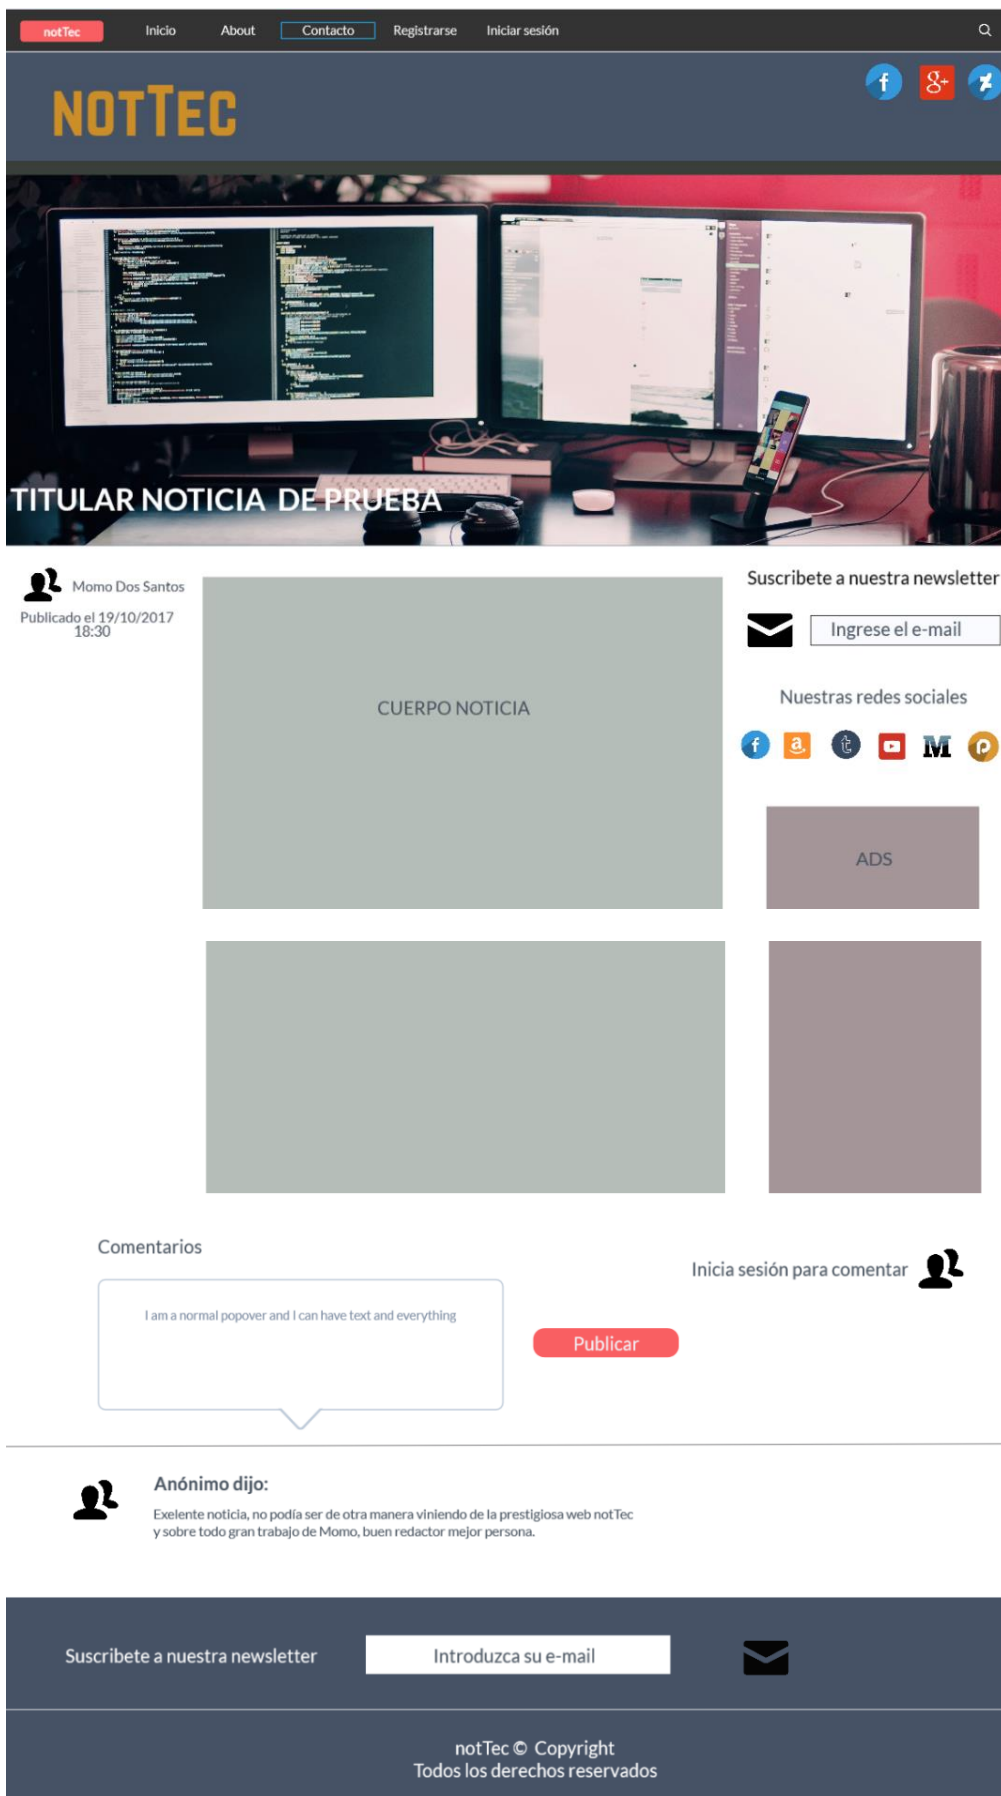 notTec Inicio About Contacto Registrarse Iniciar sesión
NOTTEC
TITULAR NOTICIA DE PRUEBA
Momo Dos Santos
Publicado el 19/10/2017
18:30
CUERPO NOTICIA
Suscribete a nuestra newsletter
Ingrese el e-mail
Nuestras redes sociales
ADS
Comentarios
Inicia sesión para comentar
I am a normal popover and I can have text and everything
Publicar
Anónimo dijo:
Exelente noticia, no podía ser de otra manera viniendo de la prestigiosa web notTec
y sobre todo gran trabajo de Momo, buen redactor mejor persona.
Suscribete a nuestra newsletter
Introduzca su e-mail
notTec © Copyright
Todos los derechos reservados